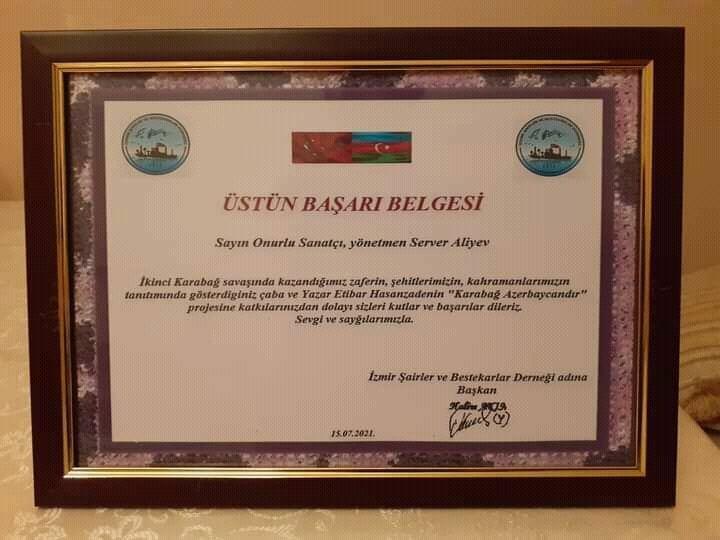 ÜSTÜN BAŞARI BELGESİ
Sayın Onurlu Sanatçı, yönetmen Server Aliyev
İkinci Karabağ savaşında kazandığımız zaferin, şehitlerimizin, kahramanlarımızın
tanıtımında gösterdiginiz çaba ve Yazar Etibar Hasanzadenin "Karabağ Azerbaycandır"
projesine katkılarınızdan dolayı sizleri kutlar ve başarılar dileriz.
Sevgi ve sayğılarımızla.
İzmir Şairler ve Bestekarlar Derneği adına
Başkan
15.07.2021.